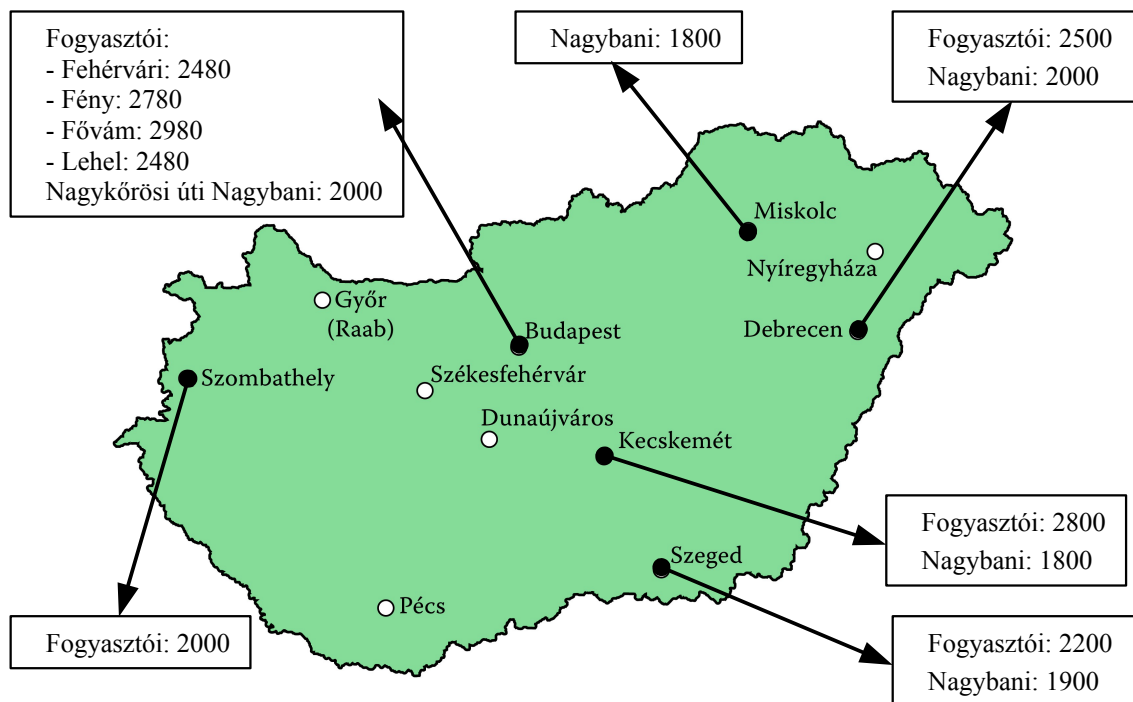 Fogyasztói:
- Fehérvári: 2480
- Fény: 2780
- Fővám: 2980
- Lehel: 2480
Nagykőrösi úti Nagybani: 2000
Nagybani: 1800
Fogyasztói: 2500
Nagybani: 2000
Miskolc
Nyíregyháza
Győr
(Raab)
Budapest
Debrecen
Szombathely
Székesfehérvár
Dunaújváros
Kecskemét
Fogyasztói: 2800
Nagybani: 1800
Szeged
Pécs
Fogyasztói: 2000
Fogyasztói: 2200
Nagybani: 1900